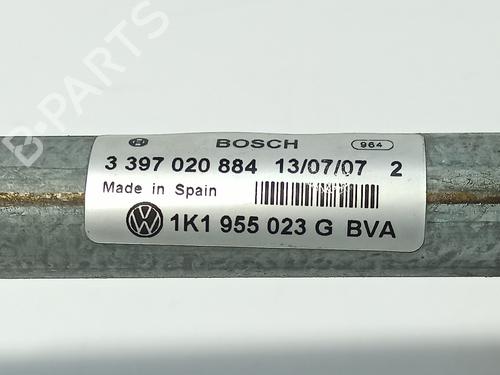 BOSCH 964
3 397 020 884 13/07/07 2
Made in Spain
1K1 955 023 G BVA
B-PARTS